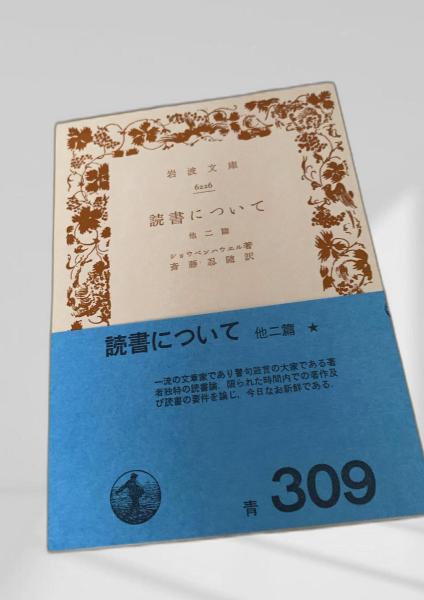 岩波文庫
6226
読書について
他二篇
ショウペンハウエル著
斎藤忍随訳
読書について 他二篇 ★
一流の文章家であり警句箴言の大家である著
者独特の読書論．限られた時間内での著作及
び読書の要件を論じ，今日なお新鮮である．
青 309